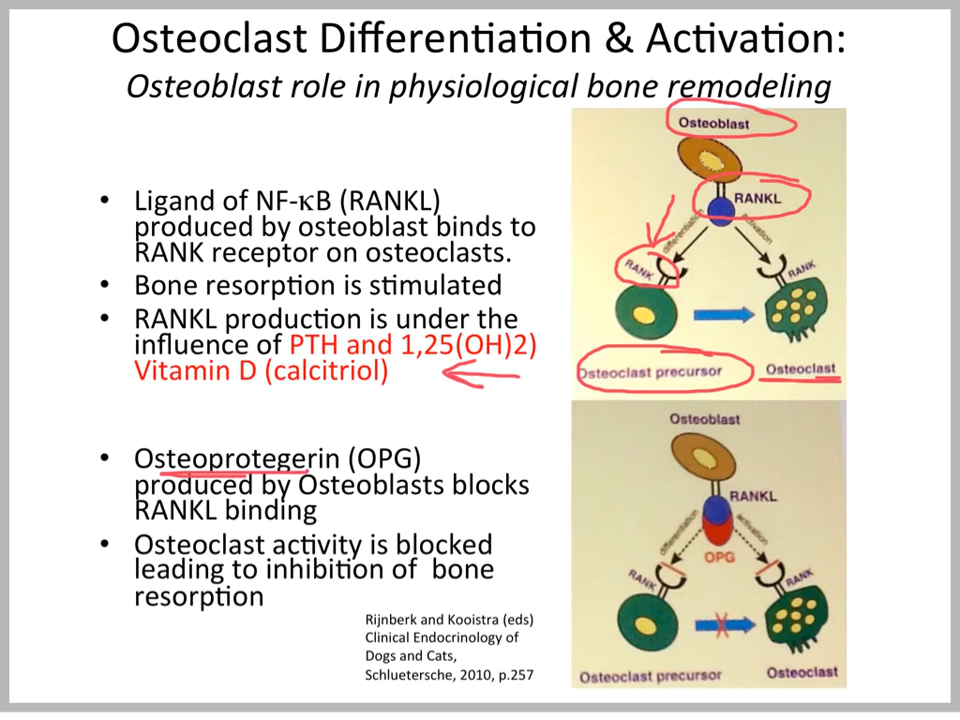 Osteoclast Differentiation & Activation:
Osteoblast role in physiological bone remodeling
• Ligand of NF-κB (RANKL)
produced by osteoblast binds to
RANK receptor on osteoclasts.
• Bone resorption is stimulated
• RANKL production is under the
influence of PTH and 1,25(OH)2)
Vitamin D (calcitriol)
• Osteoprotegerin (OPG)
produced by Osteoblasts blocks
RANKL binding
• Osteoclast activity is blocked
leading to inhibition of bone
resorption
Rijnberk and Kooistra (eds)
Clinical Endocrinology of
Dogs and Cats,
Schluetersche, 2010, p.257
Osteoblast
RANKL
differentiation
activation
RANK
RANK
Osteoclast precursor
Osteoclast
Osteoblast
RANKL
differentiation
activation
OPG
RANK
RANK
Osteoclast precursor
Osteoclast